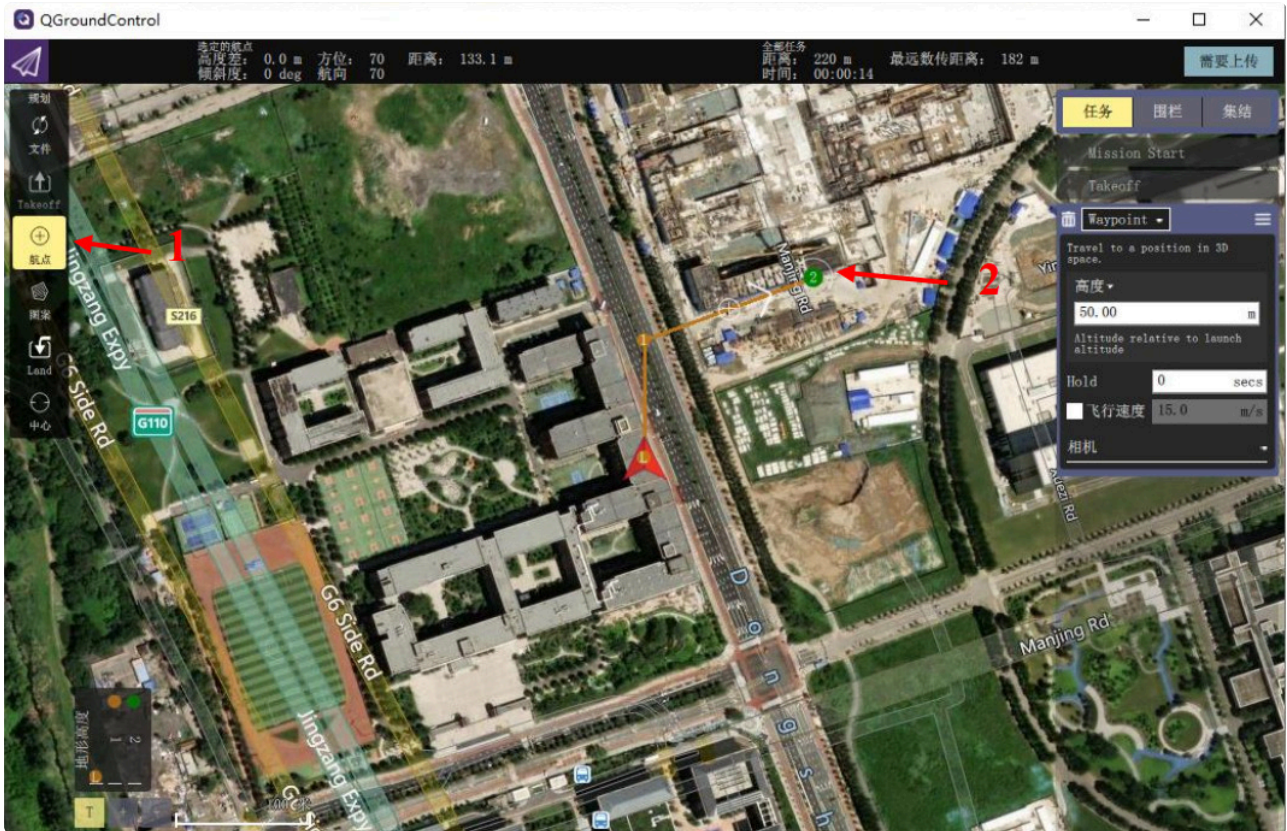 QGroundControl
选定的航点
高度差： 0.0 m 方位： 70 距离： 133.1 m
倾斜度： 0 deg 航向 70
全部任务
距离： 220 m 最远数传距离： 182 m
时间： 00:00:14
需要上传
规划
文件
Takeoff
航点
图案
Land
中心
1
2
任务 围栏 集结
Mission Start
Takeoff
Waypoint
Travel to a position in 3D
space.
高度
50.00 m
Altitude relative to launch
altitude
Hold 0 secs
飞行速度 15.0 m/s
相机
Manjing Rd
2
1
L
S216
Jingzang Expy
G6 Side Rd
G110
G6 Side Rd
Jingzang Expy
Manjing Rd
Dongsh
地形高度
2
1
L
T